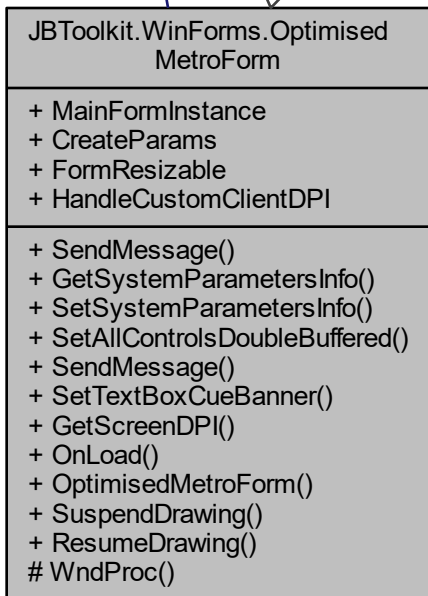 JBToolkit.WinForms.Optimised
MetroForm
+ MainFormInstance
+ CreateParams
+ FormResizable
+ HandleCustomClientDPI
+ SendMessage()
+ GetSystemParametersInfo()
+ SetSystemParametersInfo()
+ SetAllControlsDoubleBuffered()
+ SendMessage()
+ SetTextBoxCueBanner()
+ GetScreenDPI()
+ OnLoad()
+ OptimisedMetroForm()
+ SuspendDrawing()
+ ResumeDrawing()
# WndProc()